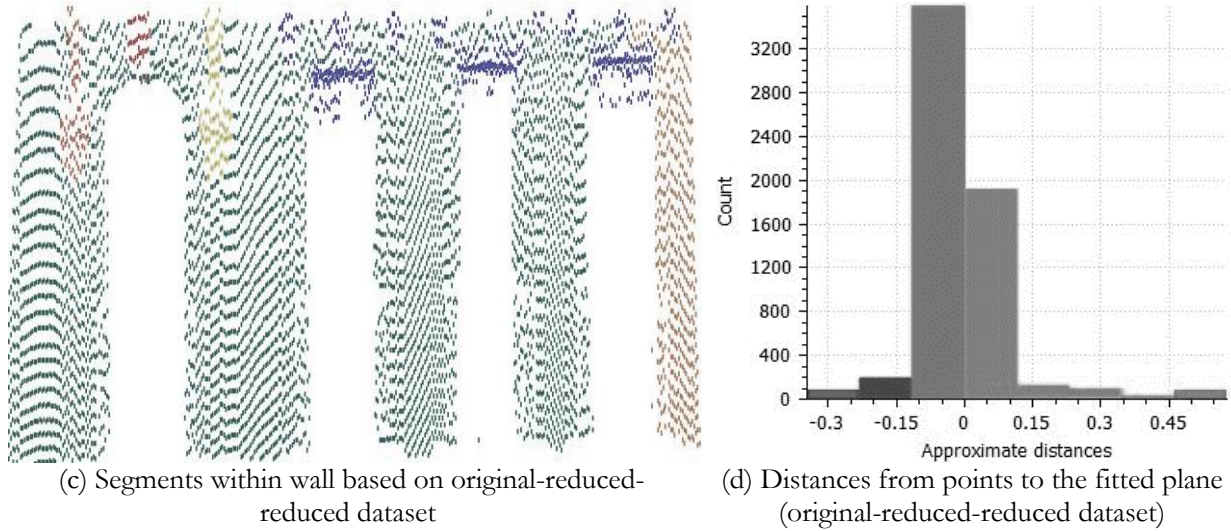 3200
2800
2400
2000
1600
1200
800
400
0
Count
-0.3 -0.15 0 0.15 0.3 0.45
Approximate distances
(c) Segments within wall based on original-reduced-
reduced dataset
(d) Distances from points to the fitted plane
(original-reduced-reduced dataset)